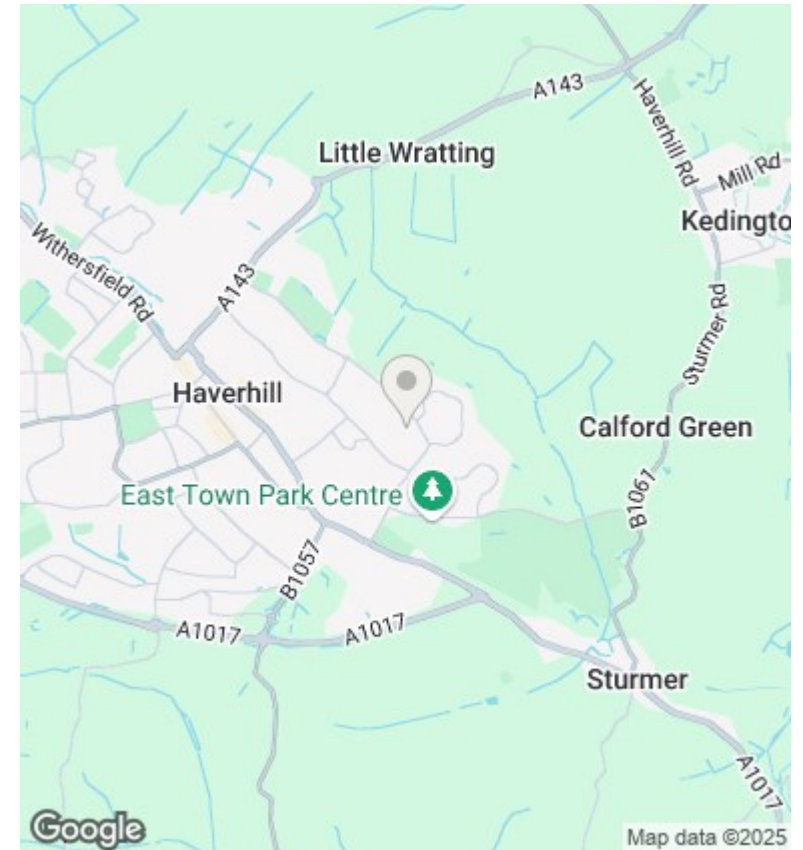 A143
Little Wratting
Haverhill Rd
Mill Rd
Kedingto
Withersfield Rd
A143
Sturmer Rd
Haverhill
Calford Green
East Town Park Centre
B1061
B1057
A1017
A1017
Sturmer
A1017
Google
Map data ©2025